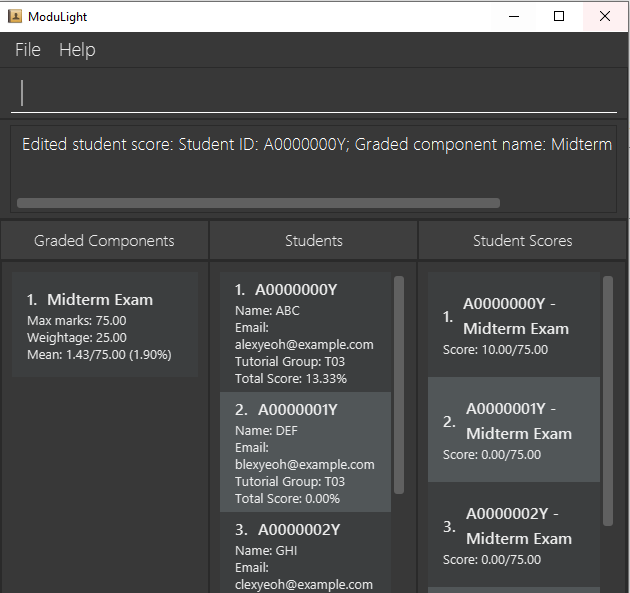 ModuLight
File Help
Edited student score: Student ID: A0000000Y; Graded component name: Midterm
Graded Components
Students
Student Scores
1. Midterm Exam
Max marks: 75.00
Weightage: 25.00
Mean: 1.43/75.00 (1.90%)
1. A0000000Y
Name: ABC
Email:
alexyeoh@example.com
Tutorial Group: T03
Total Score: 13.33%
2. A0000001Y
Name: DEF
Email:
blexyeoh@example.com
Tutorial Group: T03
Total Score: 0.00%
3. A0000002Y
Name: GHI
Email:
clexyeoh@example.com
1. A0000000Y -
Midterm Exam
Score: 10.00/75.00
2. A0000001Y -
Midterm Exam
Score: 0.00/75.00
3. A0000002Y -
Midterm Exam
Score: 0.00/75.00